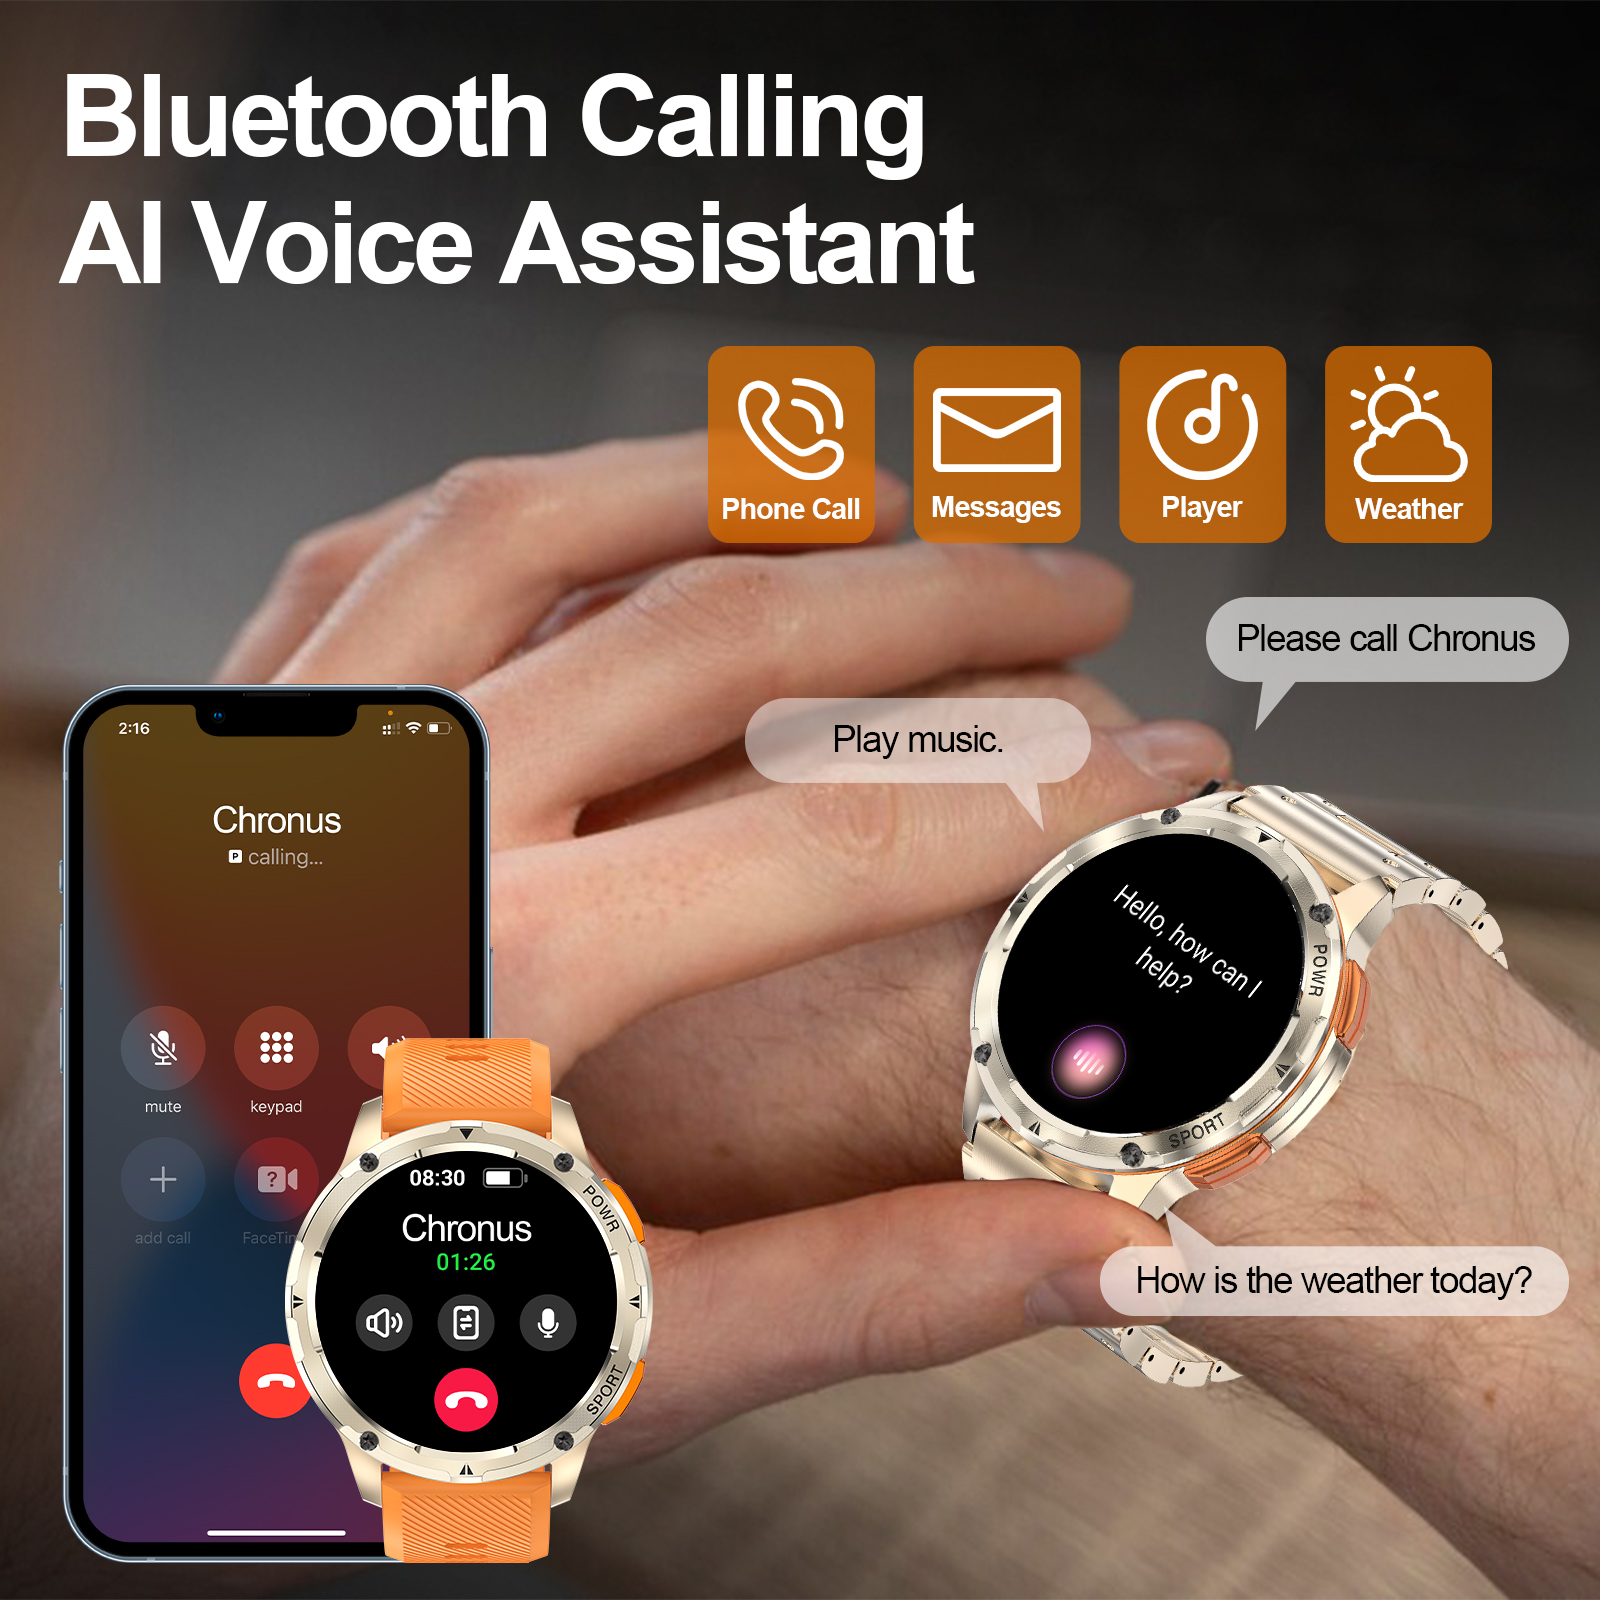 Bluetooth Calling
AI Voice Assistant
Phone Call
Messages
Player
Weather
Please call Chronus
Play music.
2:16
Chronus
P calling...
Hello, how can I
help?
POWR
SPORT
mute
keypad
add call
FaceTim
08:30
Chronus
01:26
POWR
SPORT
How is the weather today?